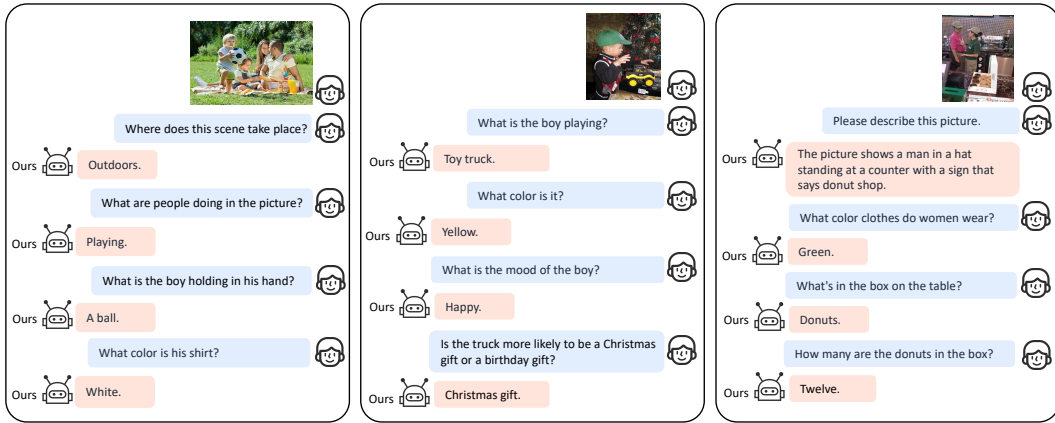 Where does this scene take place?
Ours
Outdoors.
What are people doing in the picture?
Ours
Playing.
What is the boy holding in his hand?
Ours
A ball.
What color is his shirt?
Ours
White.
What is the boy playing?
Ours
Toy truck.
What color is it?
Ours
Yellow.
What is the mood of the boy?
Ours
Happy.
Is the truck more likely to be a Christmas
gift or a birthday gift?
Ours
Christmas gift.
Please describe this picture.
Ours
The picture shows a man in a hat
standing at a counter with a sign that
says donut shop.
What color clothes do women wear?
Ours
Green.
What's in the box on the table?
Ours
Donuts.
How many are the donuts in the box?
Ours
Twelve.